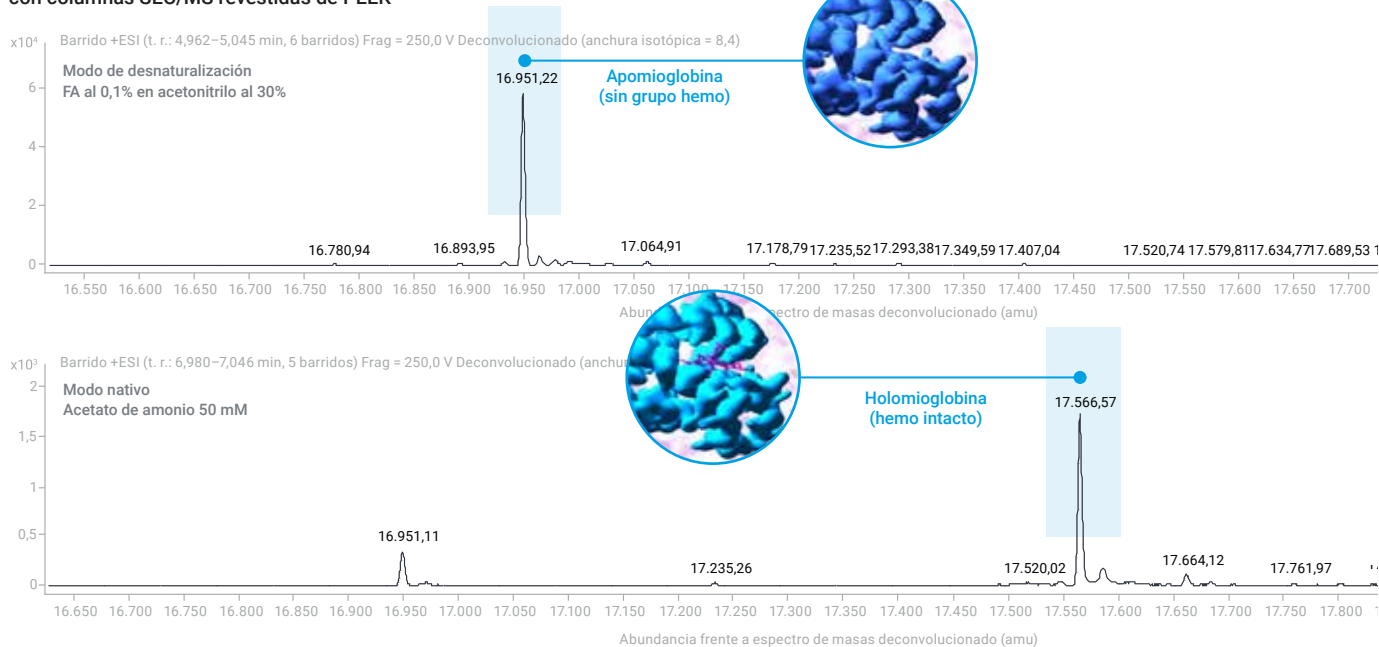 con columnas SEC/MS revestidas de PEEK
x10⁴
Barrido +ESI (t. r.: 4,962–5,045 min, 6 barridos) Frag = 250,0 V Deconvolucionado (anchura isotópica = 8,4)
Modo de desnaturalización
FA al 0,1% en acetonitrilo al 30%
16.951,22
Apomioglobina
(sin grupo hemo)
6
4
2
0
16.780,94 16.893,95 17.064,91 17.178,79 17.235,52 17.293,38 17.349,59 17.407,04 17.520,74 17.579,81 17.634,77 17.689,53
16.550 16.600 16.650 16.700 16.750 16.800 16.850 16.900 16.950 17.000 17.050 17.100 17.150 17.200 17.250 17.300 17.350 17.400 17.450 17.500 17.550 17.600 17.650 17.700
espectro de masas deconvolucionado (amu)
x10³
Barrido +ESI (t. r.: 6,980–7,046 min, 5 barridos) Frag = 250,0 V Deconvolucionado
Modo nativo
Acetato de amonio 50 mM
Holomioglobina
(hemo intacto)
17.566,57
2
1,5
1
0,5
0
16.951,11 17.235,26 17.520,02 17.664,12 17.761,97
16.650 16.700 16.750 16.800 16.850 16.900 16.950 17.000 17.050 17.100 17.150 17.200 17.250 17.300 17.350 17.400 17.450 17.500 17.550 17.600 17.650 17.700 17.750 17.800
Abundancia frente a espectro de masas deconvolucionado (amu)